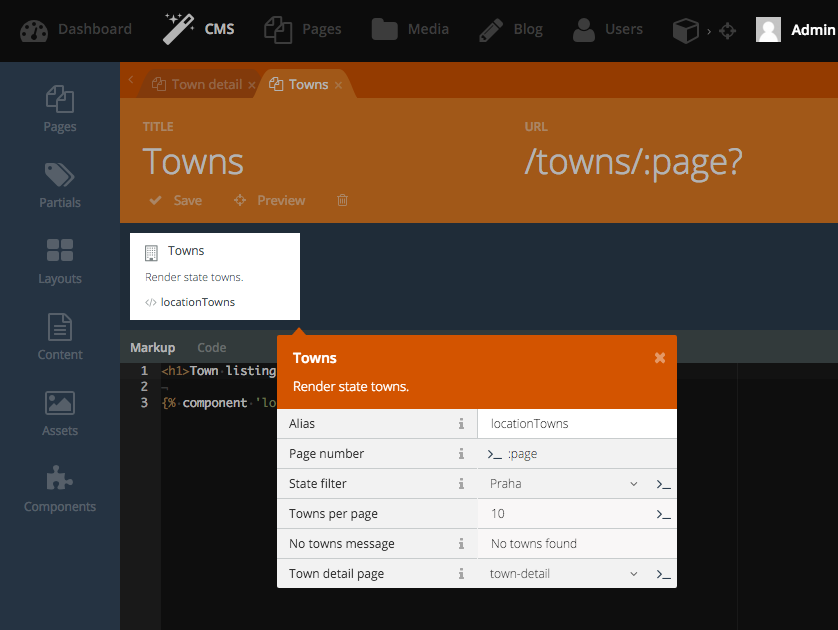 Dashboard CMS Pages Media Blog Users Admin
Town detail × Towns ×
Pages
Partials
Layouts
Content
Assets
Components
TITLE
Towns
URL
/towns/:page?
Save Preview
Towns
Render state towns.
locationTowns
Markup Code
1 <h1>Town listing
2
3 {% component 'lo
Towns
Render state towns.
Alias locationTowns
Page number :page
State filter Praha
Towns per page 10
No towns message No towns found
Town detail page town-detail